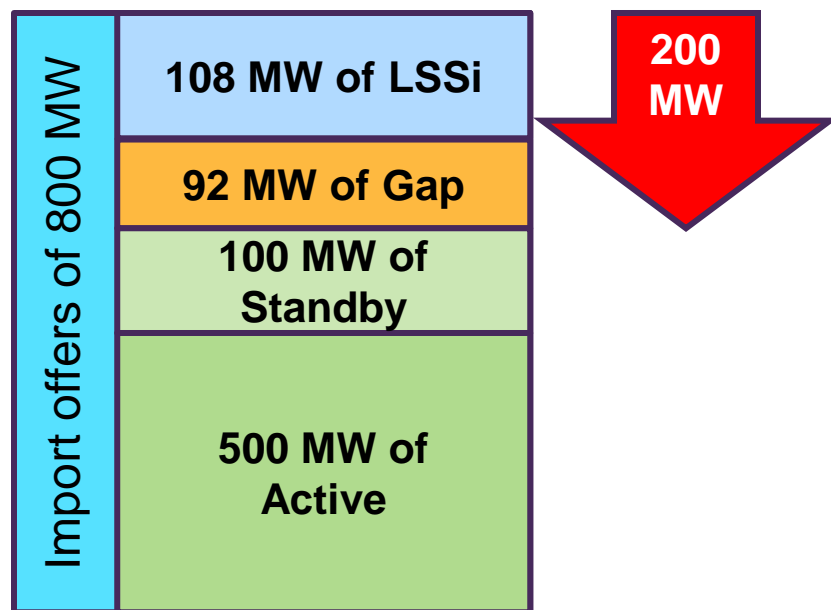 Import offers of 800 MW
108 MW of LSSi
92 MW of Gap
100 MW of
Standby
500 MW of
Active
200
MW